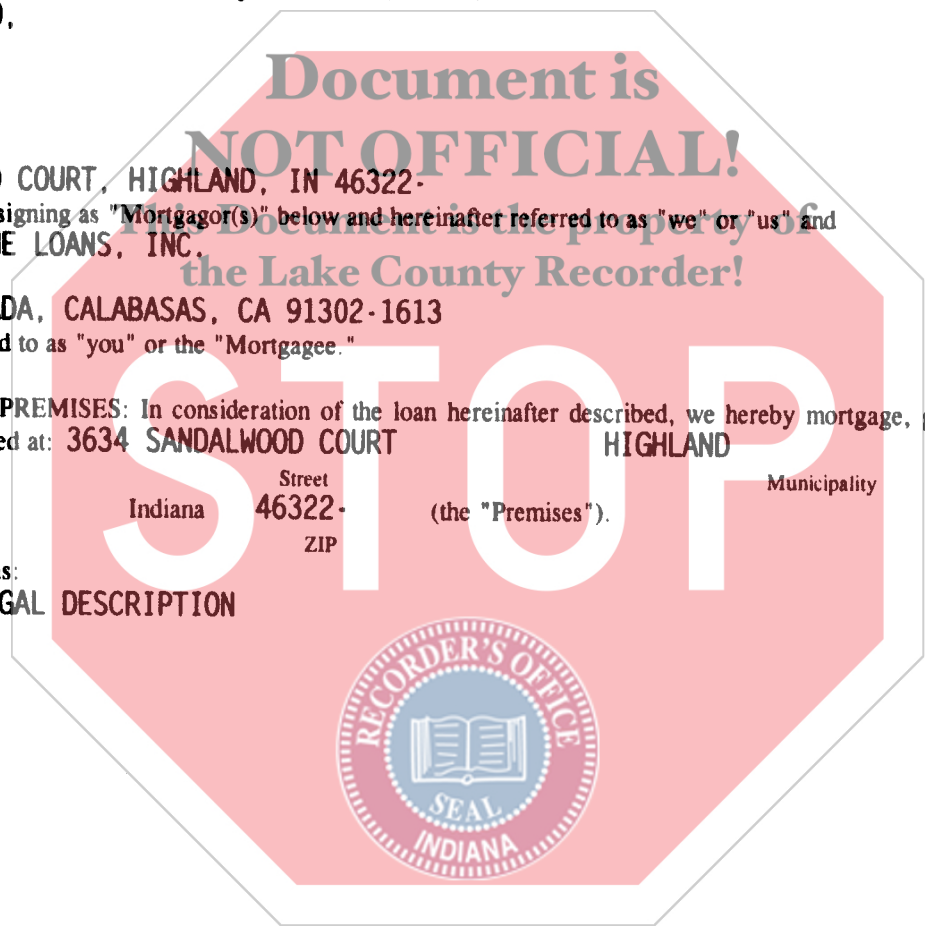 ),
Document is
NOT OFFICIAL!
COURT, HIGHLAND, IN 46322-
signing as "Mortgagor(s)" below and hereinafter referred to as "we" or "us" and
This Document is the property of
E LOANS, INC.
the Lake County Recorder!
DA, CALABASAS, CA 91302-1613
d to as "you" or the "Mortgagee."
STOP
PREMISES: In consideration of the loan hereinafter described, we hereby mortgage,
ed at: 3634 SANDALWOOD COURT HIGHLAND
Street Municipality
Indiana 46322- (the "Premises").
ZIP
s:
GAL DESCRIPTION
RECORDER'S OFFICE
SEAL
INDIANA